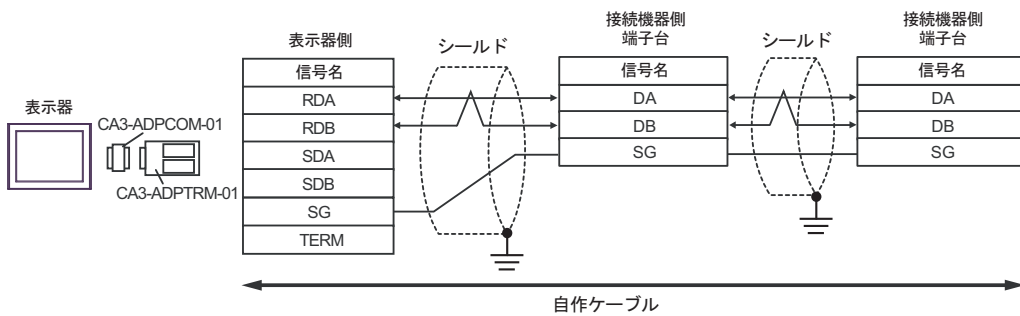 表示器
CA3-ADPCOM-01
CA3-ADPTRM-01
表示器側
信号名
RDA
RDB
SDA
SDB
SG
TERM
シールド
接続機器側
端子台
信号名
DA
DB
SG
シールド
接続機器側
端子台
信号名
DA
DB
SG
自作ケーブル